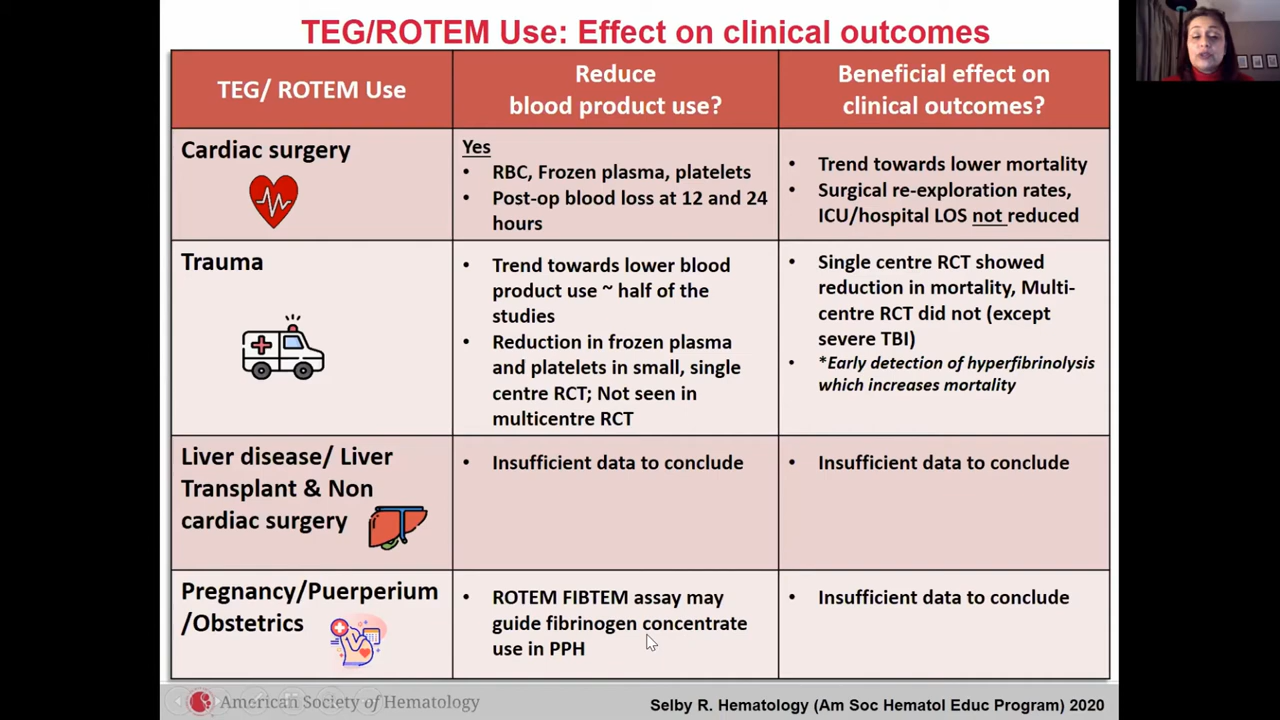 TEG/ROTEM Use: Effect on clinical outcomes
TEG/ ROTEM Use
Reduce
blood product use?
Beneficial effect on
clinical outcomes?
Cardiac surgery
Yes
• RBC, Frozen plasma, platelets
• Post-op blood loss at 12 and 24
hours
• Trend towards lower mortality
• Surgical re-exploration rates,
ICU/hospital LOS not reduced
Trauma
• Trend towards lower blood
product use ~ half of the
studies
• Reduction in frozen plasma
and platelets in small, single
centre RCT; Not seen in
multicentre RCT
• Single centre RCT showed
reduction in mortality, Multi-
centre RCT did not (except
severe TBI)
• *Early detection of hyperfibrinolysis
which increases mortality
Liver disease/ Liver
Transplant & Non
cardiac surgery
• Insufficient data to conclude
• Insufficient data to conclude
Pregnancy/Puerperium
/Obstetrics
• ROTEM FIBTEM assay may
guide fibrinogen concentrate
use in PPH
• Insufficient data to conclude
American Society of Hematology
Selby R. Hematology (Am Soc Hematol Educ Program) 2020